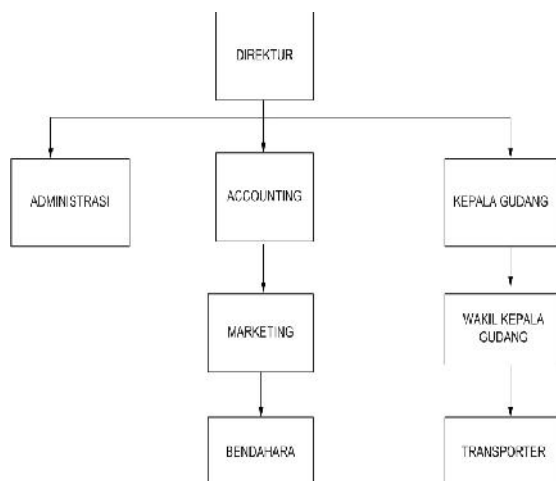 DIREKTUR
ADMINISTRASI
ACCOUNTING
KEPALA GUDANG
MARKETING
WAKIL KEPALA
GUDANG
BENDAHARA
TRANSPORTER